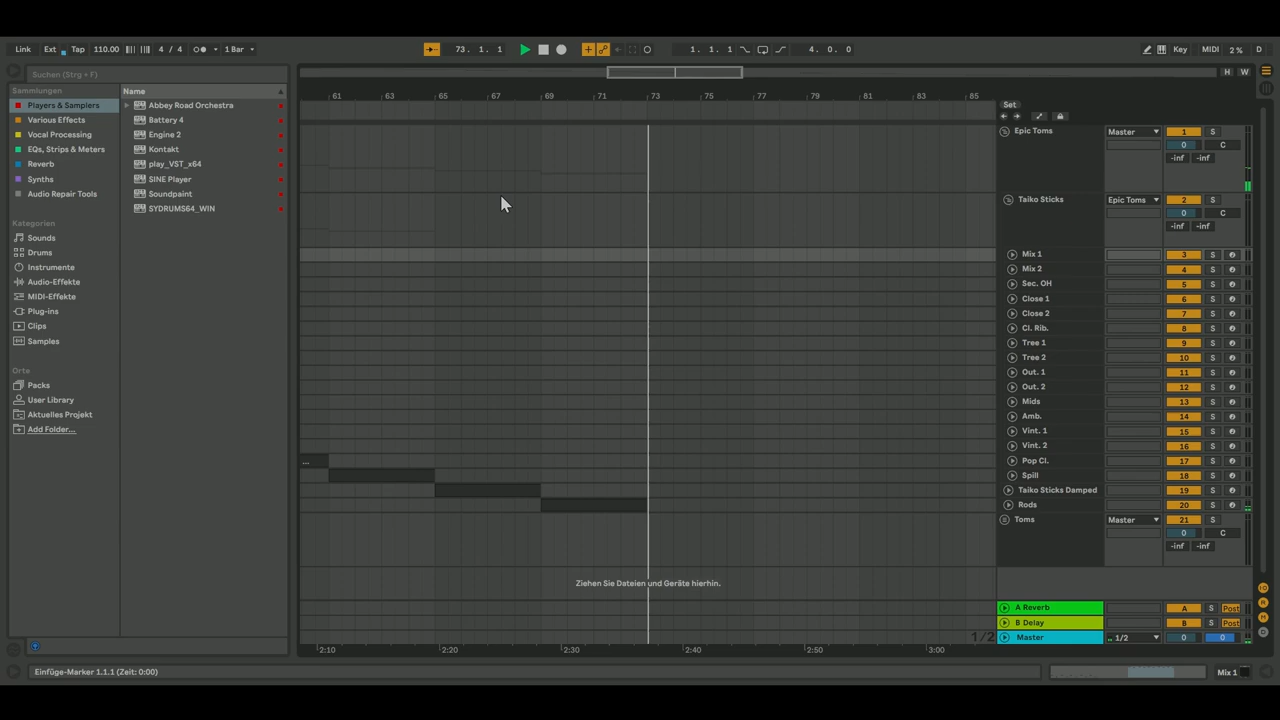 Link Ext Tap 110.00 4 / 4 1 Bar 73. 1. 1 1. 1. 1 4. 0. 0 Key MIDI 2 % D
Suchen (Strg + F)
H W
Sammlungen
Players & Samplers
Various Effects
Vocal Processing
EQs, Strips & Meters
Reverb
Synths
Audio Repair Tools
Kategorien
Sounds
Drums
Instrumente
Audio-Effekte
MIDI-Effekte
Plug-ins
Clips
Samples
Orte
Packs
User Library
Aktuelles Projekt
Add Folder...
Name
Abbey Road Orchestra
Battery 4
Engine 2
Kontakt
play_VST_x64
SINE Player
Soundpaint
SYDRUMS64_WIN
61 63 65 67 69 71 73 75 77 79 81 83 85
Set
Epic Toms Master 1 S
0 C
-inf -inf
Taiko Sticks Epic Toms 2 S
0 C
-inf -inf
Mix 1 3 S
Mix 2 4 S
Sec. OH 5 S
Close 1 6 S
Close 2 7 S
Cl. Rib. 8 S
Tree 1 9 S
Tree 2 10 S
Out. 1 11 S
Out. 2 12 S
Mids 13 S
Amb. 14 S
Vint. 1 15 S
Vint. 2 16 S
... Pop Cl. 17 S
Spill 18 S
Taiko Sticks Damped 19 S
Rods 20 S
Toms Master 21 S
0 C
-inf -inf
Ziehen Sie Dateien und Geräte hierhin.
A Reverb A S Post
B Delay B S Post
1/2 Master 1/2 0 0
2:10 2:20 2:30 2:40 2:50 3:00
Einfüge-Marker 1.1.1 (Zeit: 0:00) Mix 1